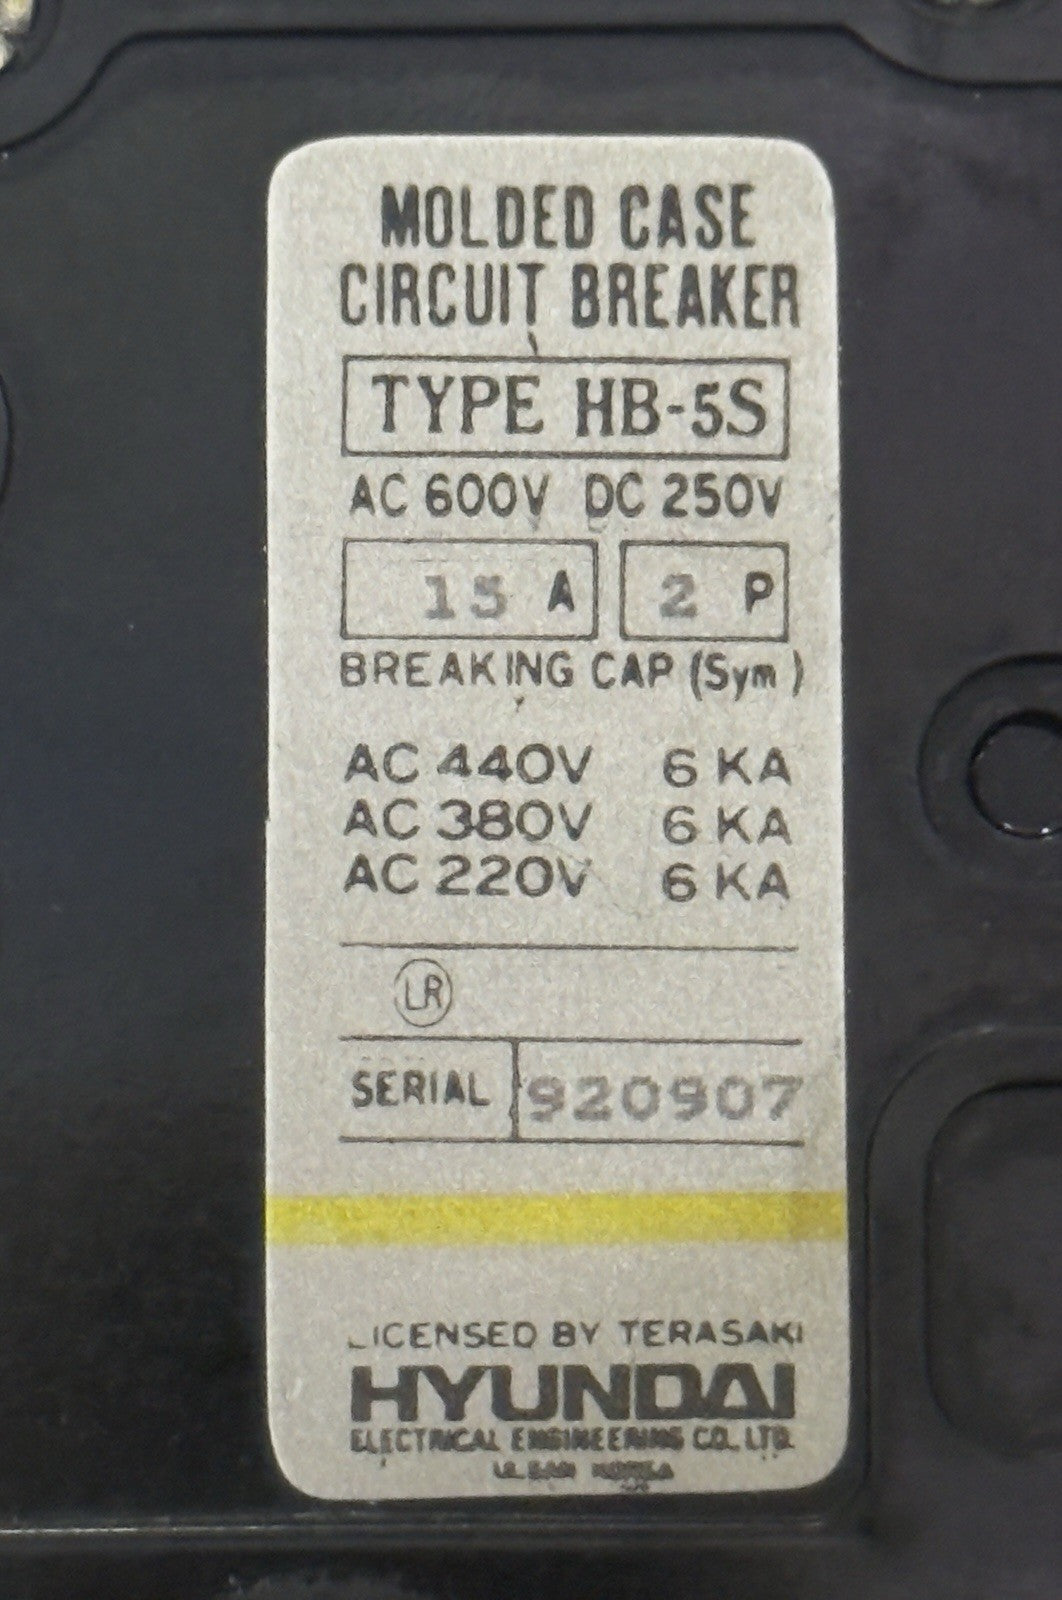 MOLDED CASE
CIRCUIT BREAKER
TYPE HB-5S
AC 600V DC 250V
15 A 2 P
BREAKING CAP (Sym)
AC 440V 6 KA
AC 380V 6 KA
AC 220V 6 KA
LR
SERIAL 920907
LICENSED BY TERASAKI
HYUNDAI
ELECTRICAL ENGINEERING CO. LTD.
ULSAN KOREA